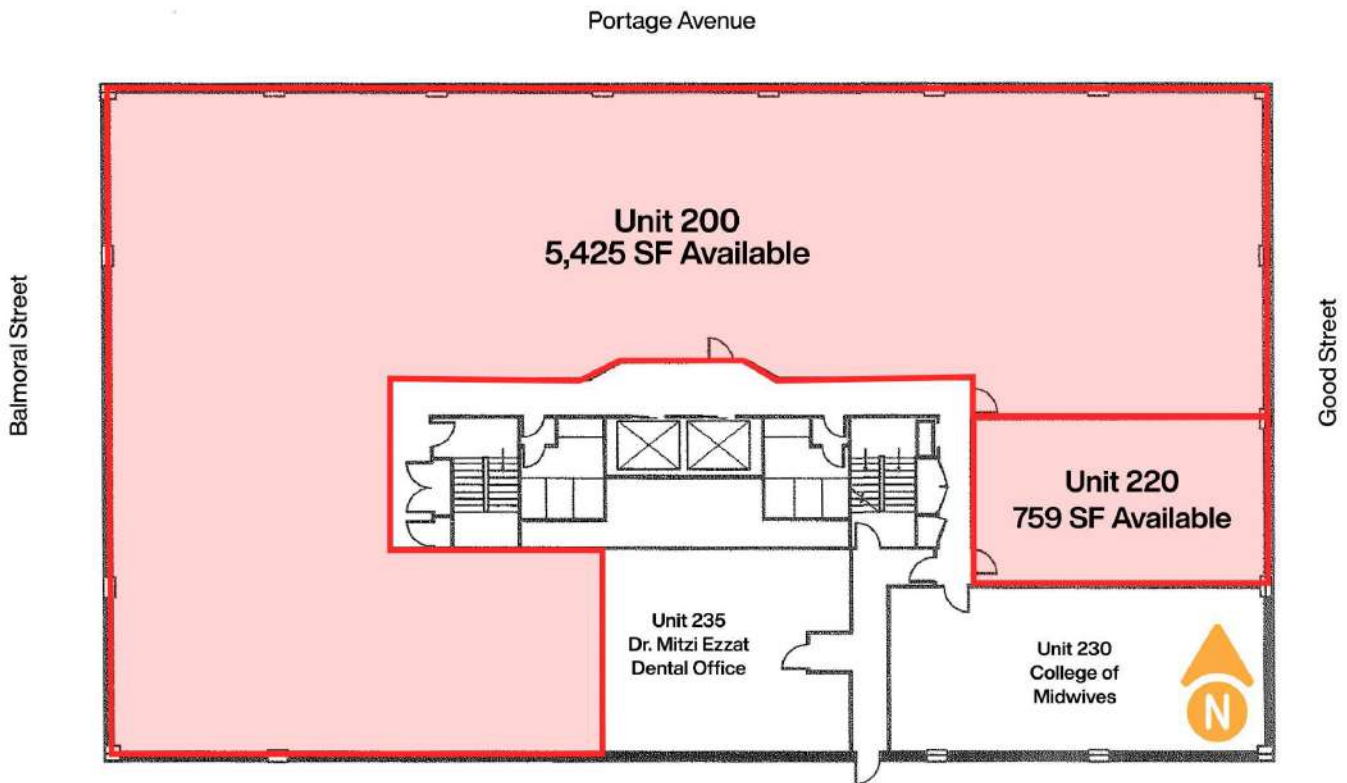 Portage Avenue
Balmoral Street
Unit 200
5,425 SF Available
Good Street
Unit 220
759 SF Available
Unit 235
Dr. Mitzi Ezzat
Dental Office
Unit 230
College of
Midwives
N